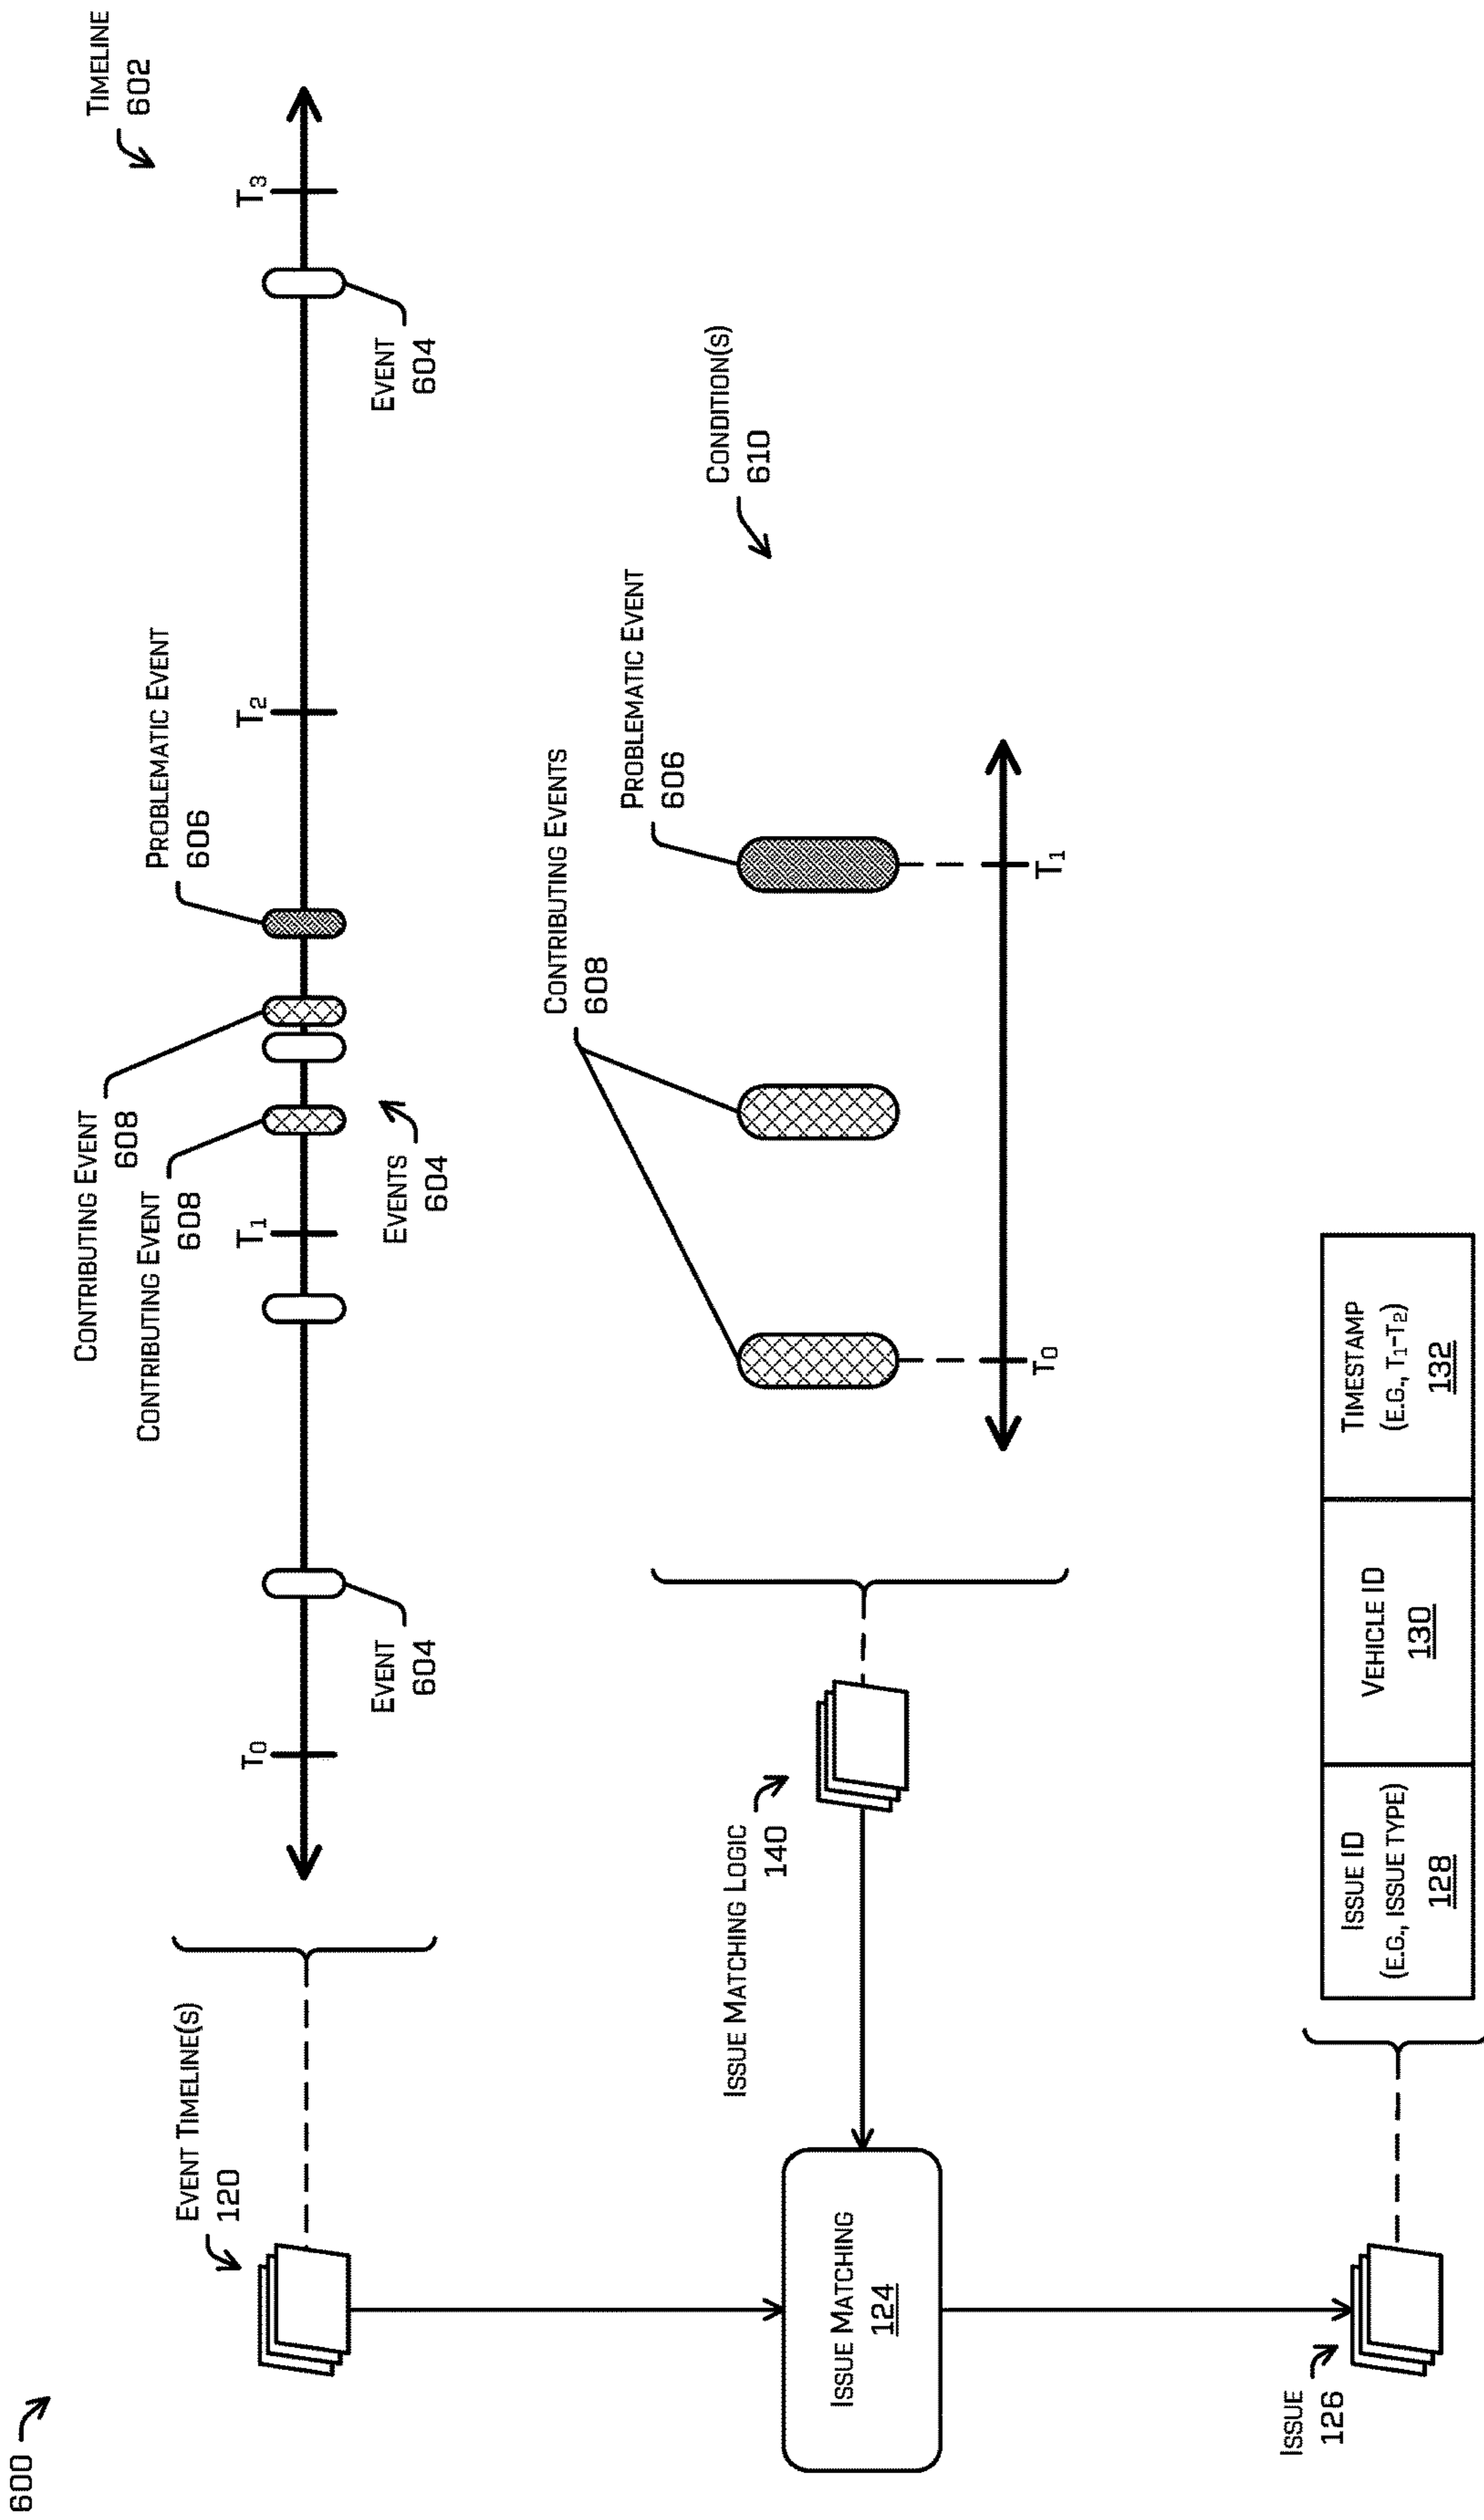 600
TIMELINE
602
CONTRIBUTING EVENT
608
CONTRIBUTING EVENT
608
PROBLEMATIC EVENT
606
EVENT TIMELINE(S)
120
T0
T1
T2
T3
EVENT
604
EVENTS
604
EVENT
604
CONTRIBUTING EVENTS
608
PROBLEMATIC EVENT
606
CONDITION(S)
610
ISSUE MATCHING LOGIC
140
ISSUE MATCHING
124
T0
T1
ISSUE
126
ISSUE ID
(E.G., ISSUE TYPE)
128
VEHICLE ID
130
TIMESTAMP
(E.G., T1-T2)
132